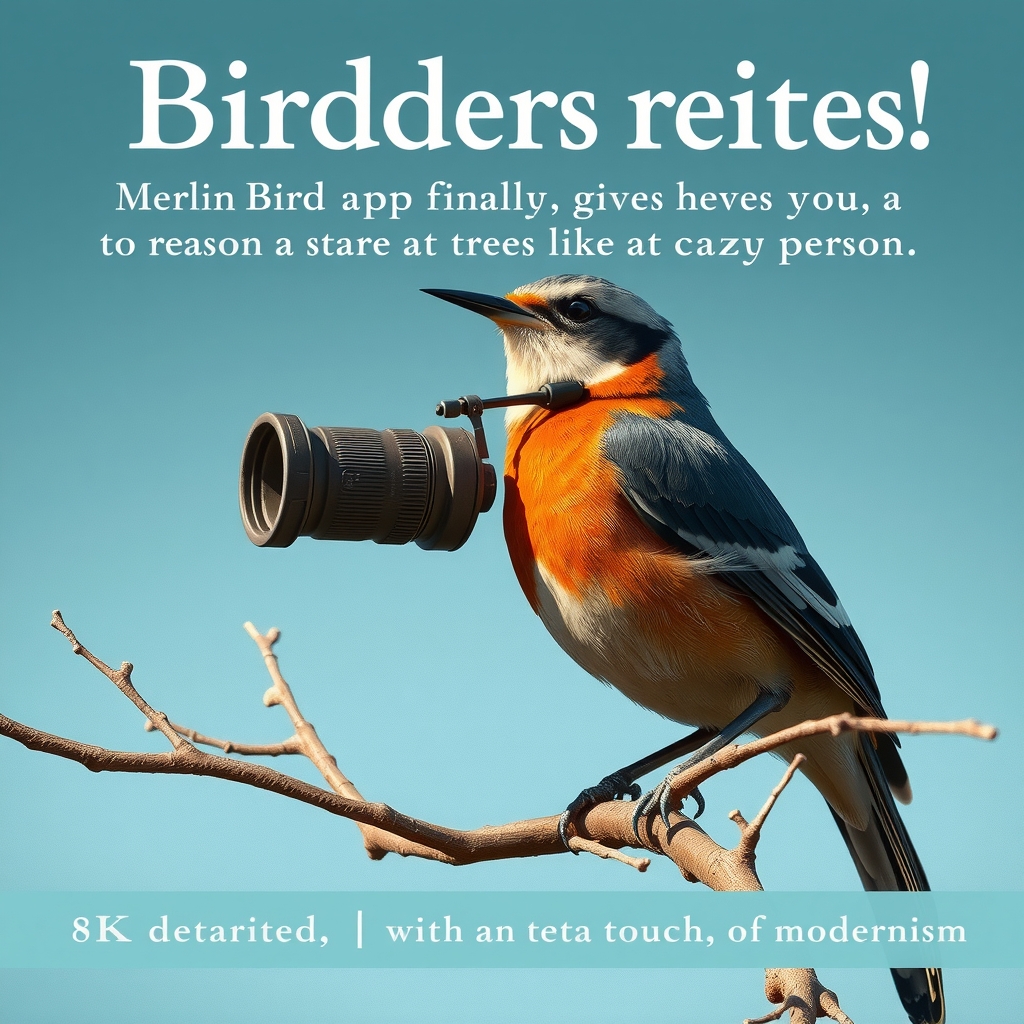 Birdders reites!
Merlin Bird app finally, gives heves you, a
to reason a stare at trees like at cazy person.
8K detarited, | with an teta touch, of modernism